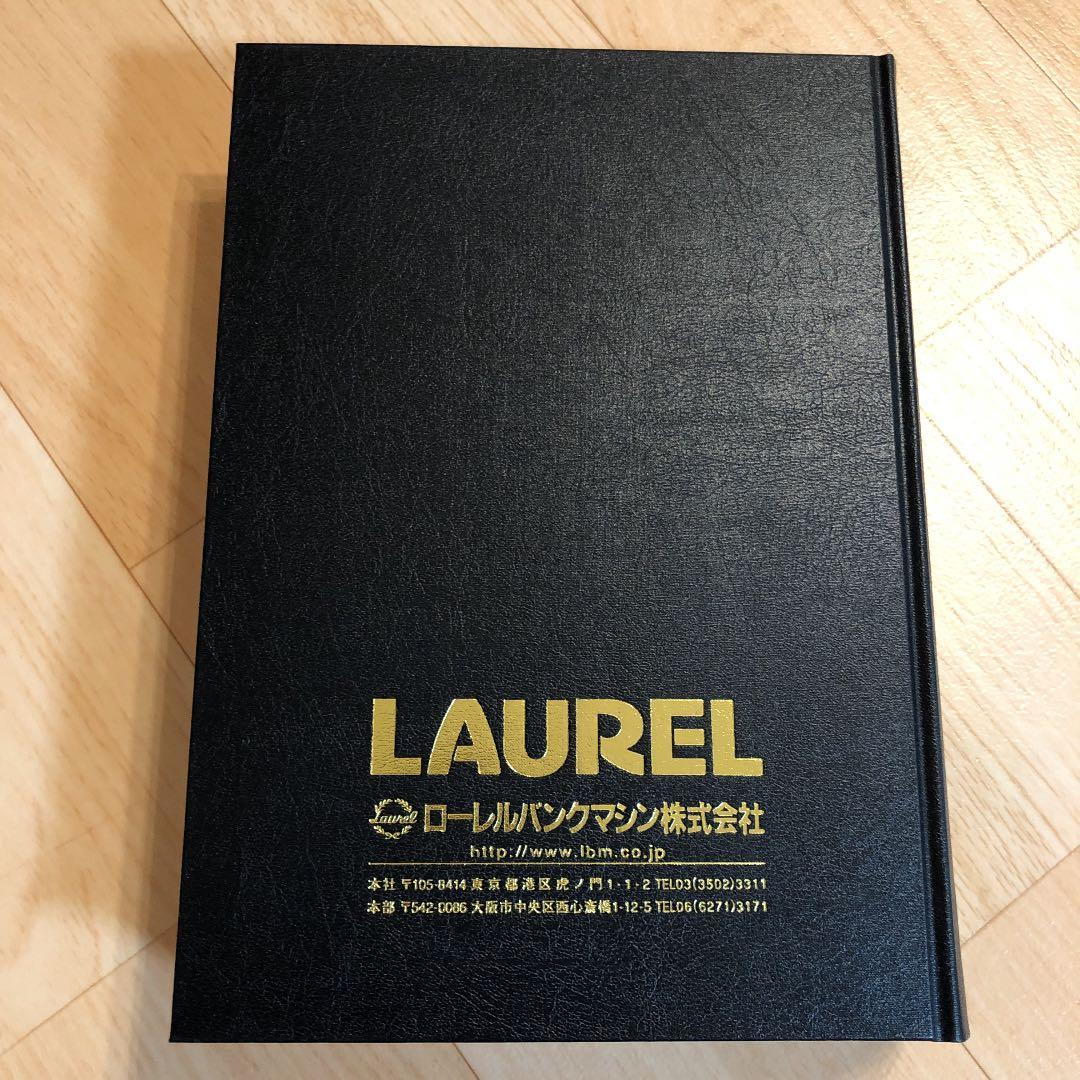 LAUREL
Laurel ローレルバンクマシン株式会社
http://www.lbm.co.jp
本社 〒105-8414 東京都港区虎ノ門1-1-2 TEL03(3502)3311
本部 〒542-0086 大阪市中央区西心斎橋1-12-5 TEL06(6271)3171